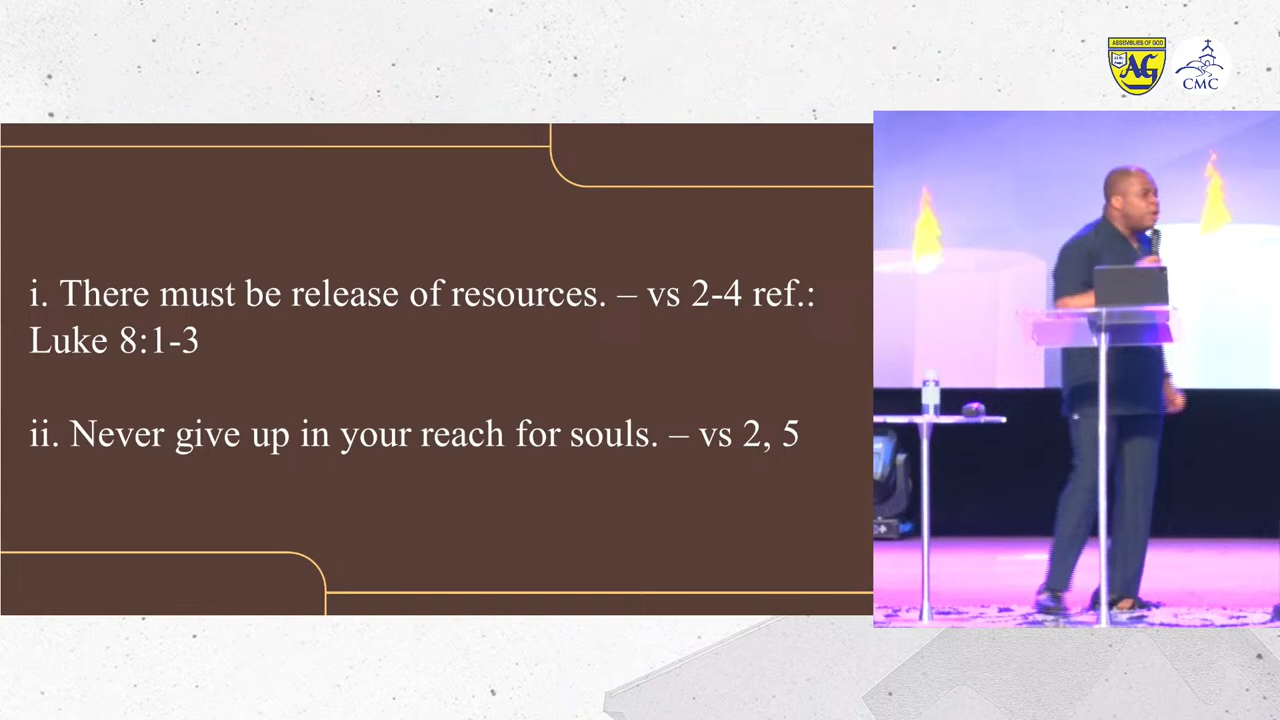 ASSEMBLIES OF GOD
AG
CMC
i. There must be release of resources. – vs 2-4 ref.:
Luke 8:1-3
ii. Never give up in your reach for souls. – vs 2, 5